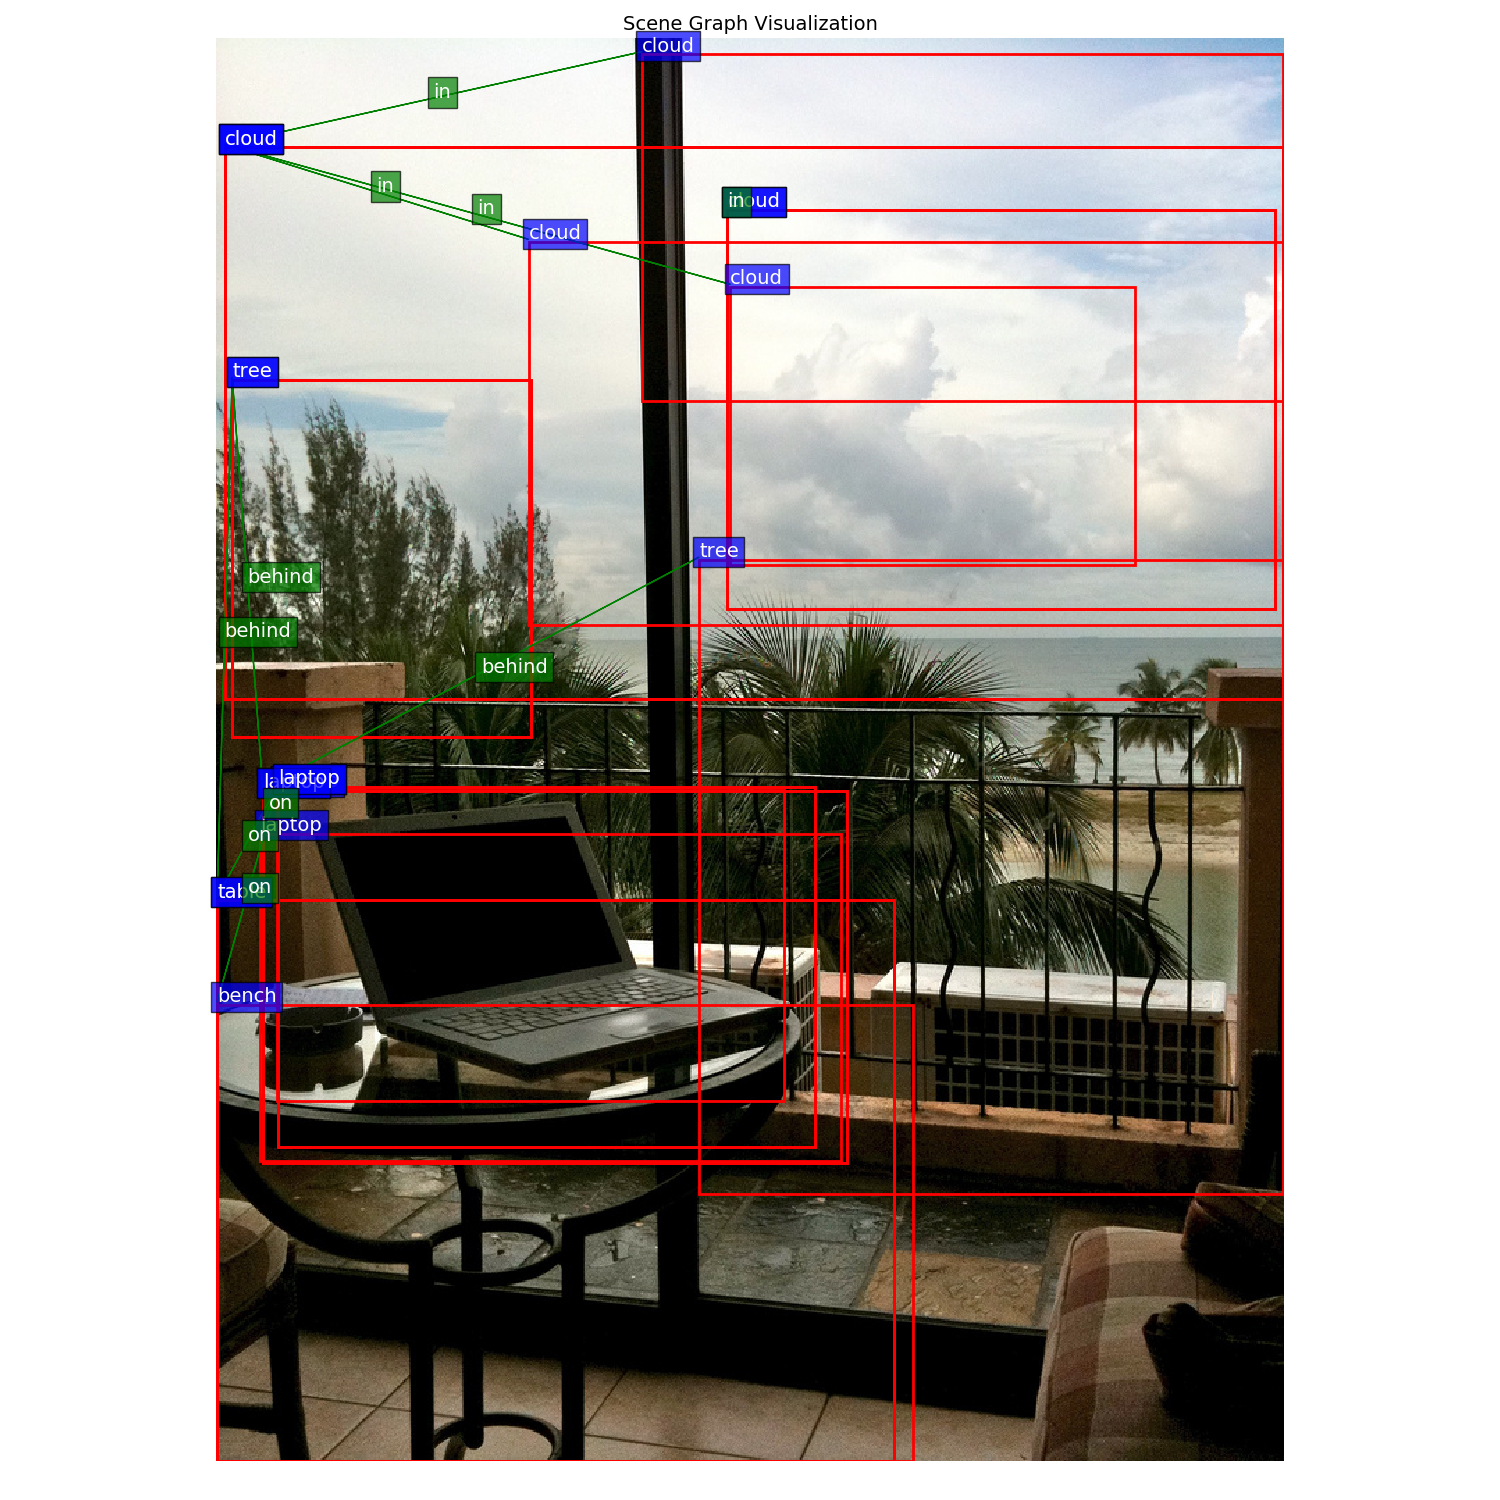 Scene Graph Visualization
cloud
in
cloud
in
in
in
cloud
cloud
cloud
tree
tree
behind
behind
behind
laptop
on
laptop
on
table
on
bench